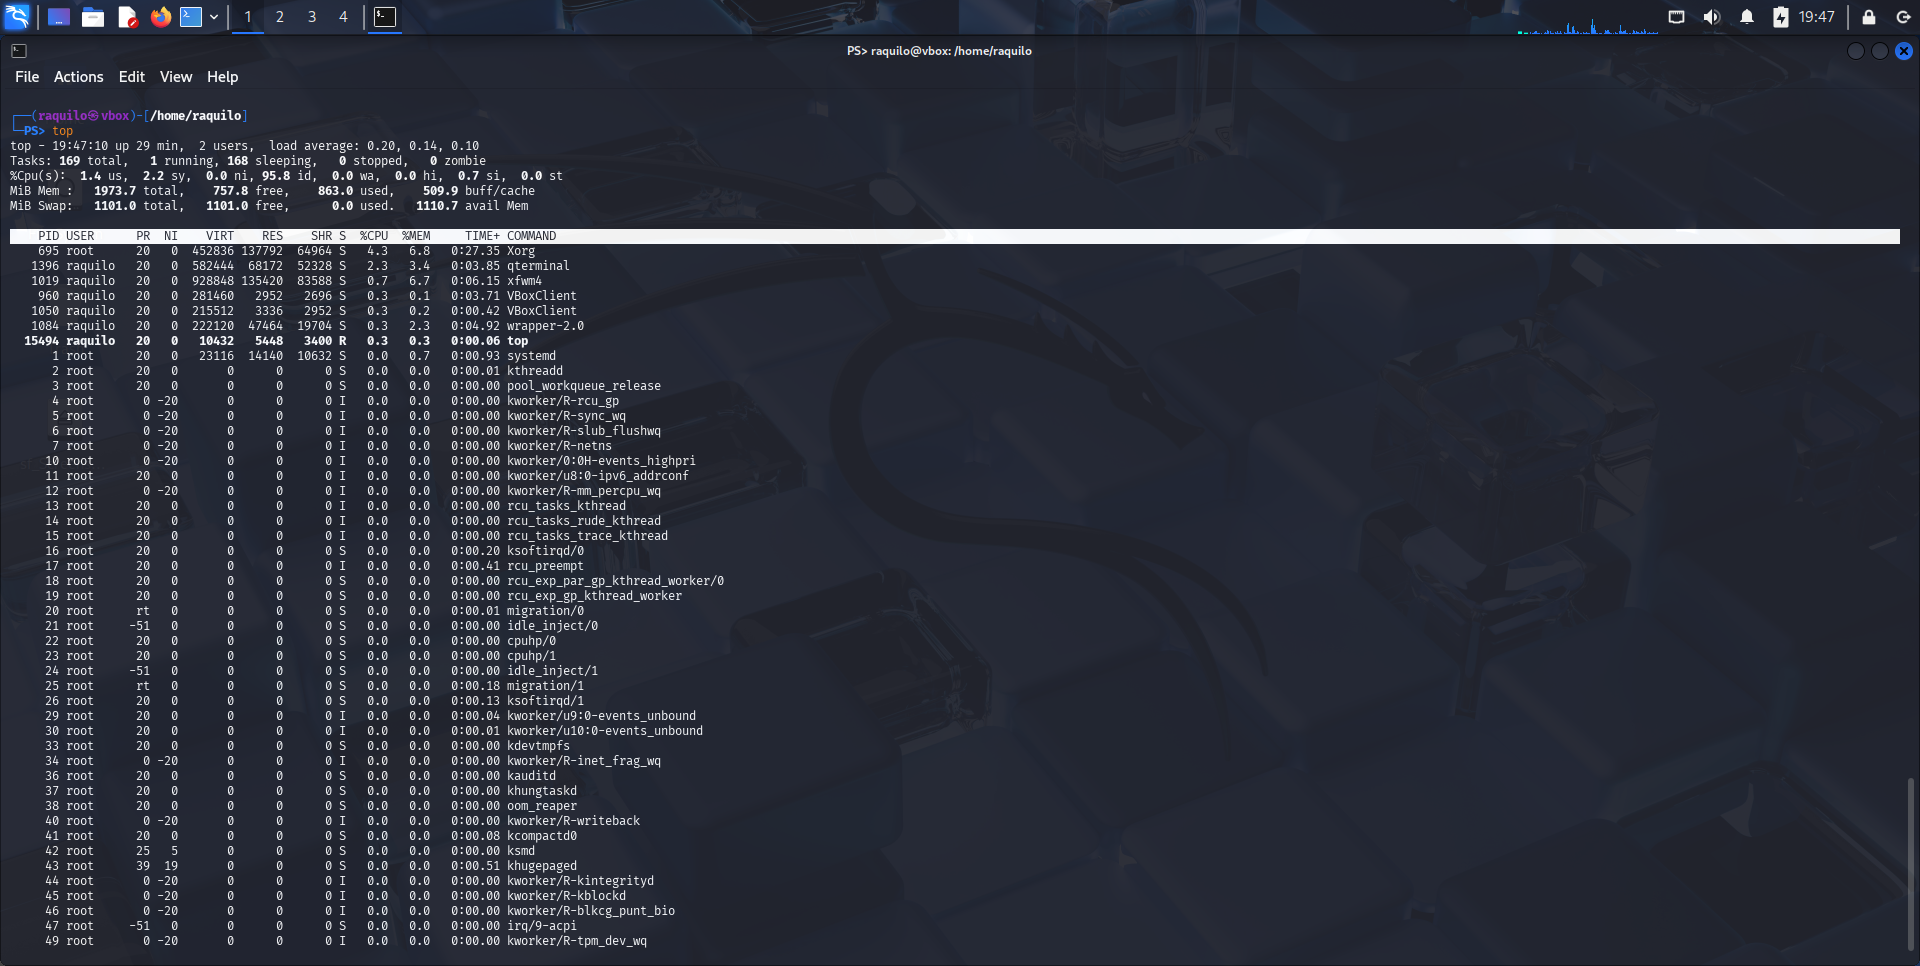 1 2 3 4 19:47
PS> raquilo@vbox: /home/raquilo
File Actions Edit View Help
┌──(raquilo㉿vbox)-[/home/raquilo]
└─PS> top
top - 19:47:10 up 29 min,  2 users,  load average: 0.20, 0.14, 0.10
Tasks: 169 total,   1 running, 168 sleeping,   0 stopped,   0 zombie
%Cpu(s):  1.4 us,  2.2 sy,  0.0 ni, 95.8 id,  0.0 wa,  0.0 hi,  0.7 si,  0.0 st
MiB Mem :   1973.7 total,    757.8 free,    863.0 used,    509.9 buff/cache
MiB Swap:   1101.0 total,   1101.0 free,      0.0 used.   1110.7 avail Mem
PID USER PR NI VIRT RES SHR S %CPU %MEM TIME+ COMMAND
695 root 20 0 452836 137792 64964 S 4.3 6.8 0:27.35 Xorg
1396 raquilo 20 0 582444 68172 52328 S 2.3 3.4 0:03.85 qterminal
1019 raquilo 20 0 928848 135420 83588 S 0.7 6.7 0:06.15 xfwm4
960 raquilo 20 0 281460 2952 2696 S 0.3 0.1 0:03.71 VBoxClient
1050 raquilo 20 0 215512 3336 2952 S 0.3 0.2 0:00.42 VBoxClient
1084 raquilo 20 0 222120 47464 19704 S 0.3 2.3 0:04.92 wrapper-2.0
15494 raquilo 20 0 10432 5448 3400 R 0.3 0.3 0:00.06 top
1 root 20 0 23116 14140 10632 S 0.0 0.7 0:00.93 systemd
2 root 20 0 0 0 0 S 0.0 0.0 0:00.01 kthreadd
3 root 20 0 0 0 0 S 0.0 0.0 0:00.00 pool_workqueue_release
4 root 0 -20 0 0 0 I 0.0 0.0 0:00.00 kworker/R-rcu_gp
5 root 0 -20 0 0 0 I 0.0 0.0 0:00.00 kworker/R-sync_wq
6 root 0 -20 0 0 0 I 0.0 0.0 0:00.00 kworker/R-slub_flushwq
7 root 0 -20 0 0 0 I 0.0 0.0 0:00.00 kworker/R-netns
10 root 0 -20 0 0 0 I 0.0 0.0 0:00.00 kworker/0:0H-events_highpri
11 root 20 0 0 0 0 I 0.0 0.0 0:00.00 kworker/u8:0-ipv6_addrconf
12 root 0 -20 0 0 0 I 0.0 0.0 0:00.00 kworker/R-mm_percpu_wq
13 root 20 0 0 0 0 I 0.0 0.0 0:00.00 rcu_tasks_kthread
14 root 20 0 0 0 0 I 0.0 0.0 0:00.00 rcu_tasks_rude_kthread
15 root 20 0 0 0 0 I 0.0 0.0 0:00.00 rcu_tasks_trace_kthread
16 root 20 0 0 0 0 S 0.0 0.0 0:00.20 ksoftirqd/0
17 root 20 0 0 0 0 I 0.0 0.0 0:00.41 rcu_preempt
18 root 20 0 0 0 0 S 0.0 0.0 0:00.00 rcu_exp_par_gp_kthread_worker/0
19 root 20 0 0 0 0 S 0.0 0.0 0:00.00 rcu_exp_gp_kthread_worker
20 root rt 0 0 0 0 S 0.0 0.0 0:00.01 migration/0
21 root -51 0 0 0 0 S 0.0 0.0 0:00.00 idle_inject/0
22 root 20 0 0 0 0 S 0.0 0.0 0:00.00 cpuhp/0
23 root 20 0 0 0 0 S 0.0 0.0 0:00.00 cpuhp/1
24 root -51 0 0 0 0 S 0.0 0.0 0:00.00 idle_inject/1
25 root rt 0 0 0 0 S 0.0 0.0 0:00.18 migration/1
26 root 20 0 0 0 0 S 0.0 0.0 0:00.13 ksoftirqd/1
29 root 20 0 0 0 0 I 0.0 0.0 0:00.04 kworker/u9:0-events_unbound
30 root 20 0 0 0 0 I 0.0 0.0 0:00.01 kworker/u10:0-events_unbound
33 root 20 0 0 0 0 S 0.0 0.0 0:00.00 kdevtmpfs
34 root 0 -20 0 0 0 I 0.0 0.0 0:00.00 kworker/R-inet_frag_wq
36 root 20 0 0 0 0 S 0.0 0.0 0:00.00 kauditd
37 root 20 0 0 0 0 S 0.0 0.0 0:00.00 khungtaskd
38 root 20 0 0 0 0 S 0.0 0.0 0:00.00 oom_reaper
40 root 0 -20 0 0 0 I 0.0 0.0 0:00.00 kworker/R-writeback
41 root 20 0 0 0 0 S 0.0 0.0 0:00.08 kcompactd0
42 root 25 5 0 0 0 S 0.0 0.0 0:00.00 ksmd
43 root 39 19 0 0 0 S 0.0 0.0 0:00.51 khugepaged
44 root 0 -20 0 0 0 I 0.0 0.0 0:00.00 kworker/R-kintegrityd
45 root 0 -20 0 0 0 I 0.0 0.0 0:00.00 kworker/R-kblockd
46 root 0 -20 0 0 0 I 0.0 0.0 0:00.00 kworker/R-blkcg_punt_bio
47 root -51 0 0 0 0 S 0.0 0.0 0:00.00 irq/9-acpi
49 root 0 -20 0 0 0 I 0.0 0.0 0:00.00 kworker/R-tpm_dev_wq